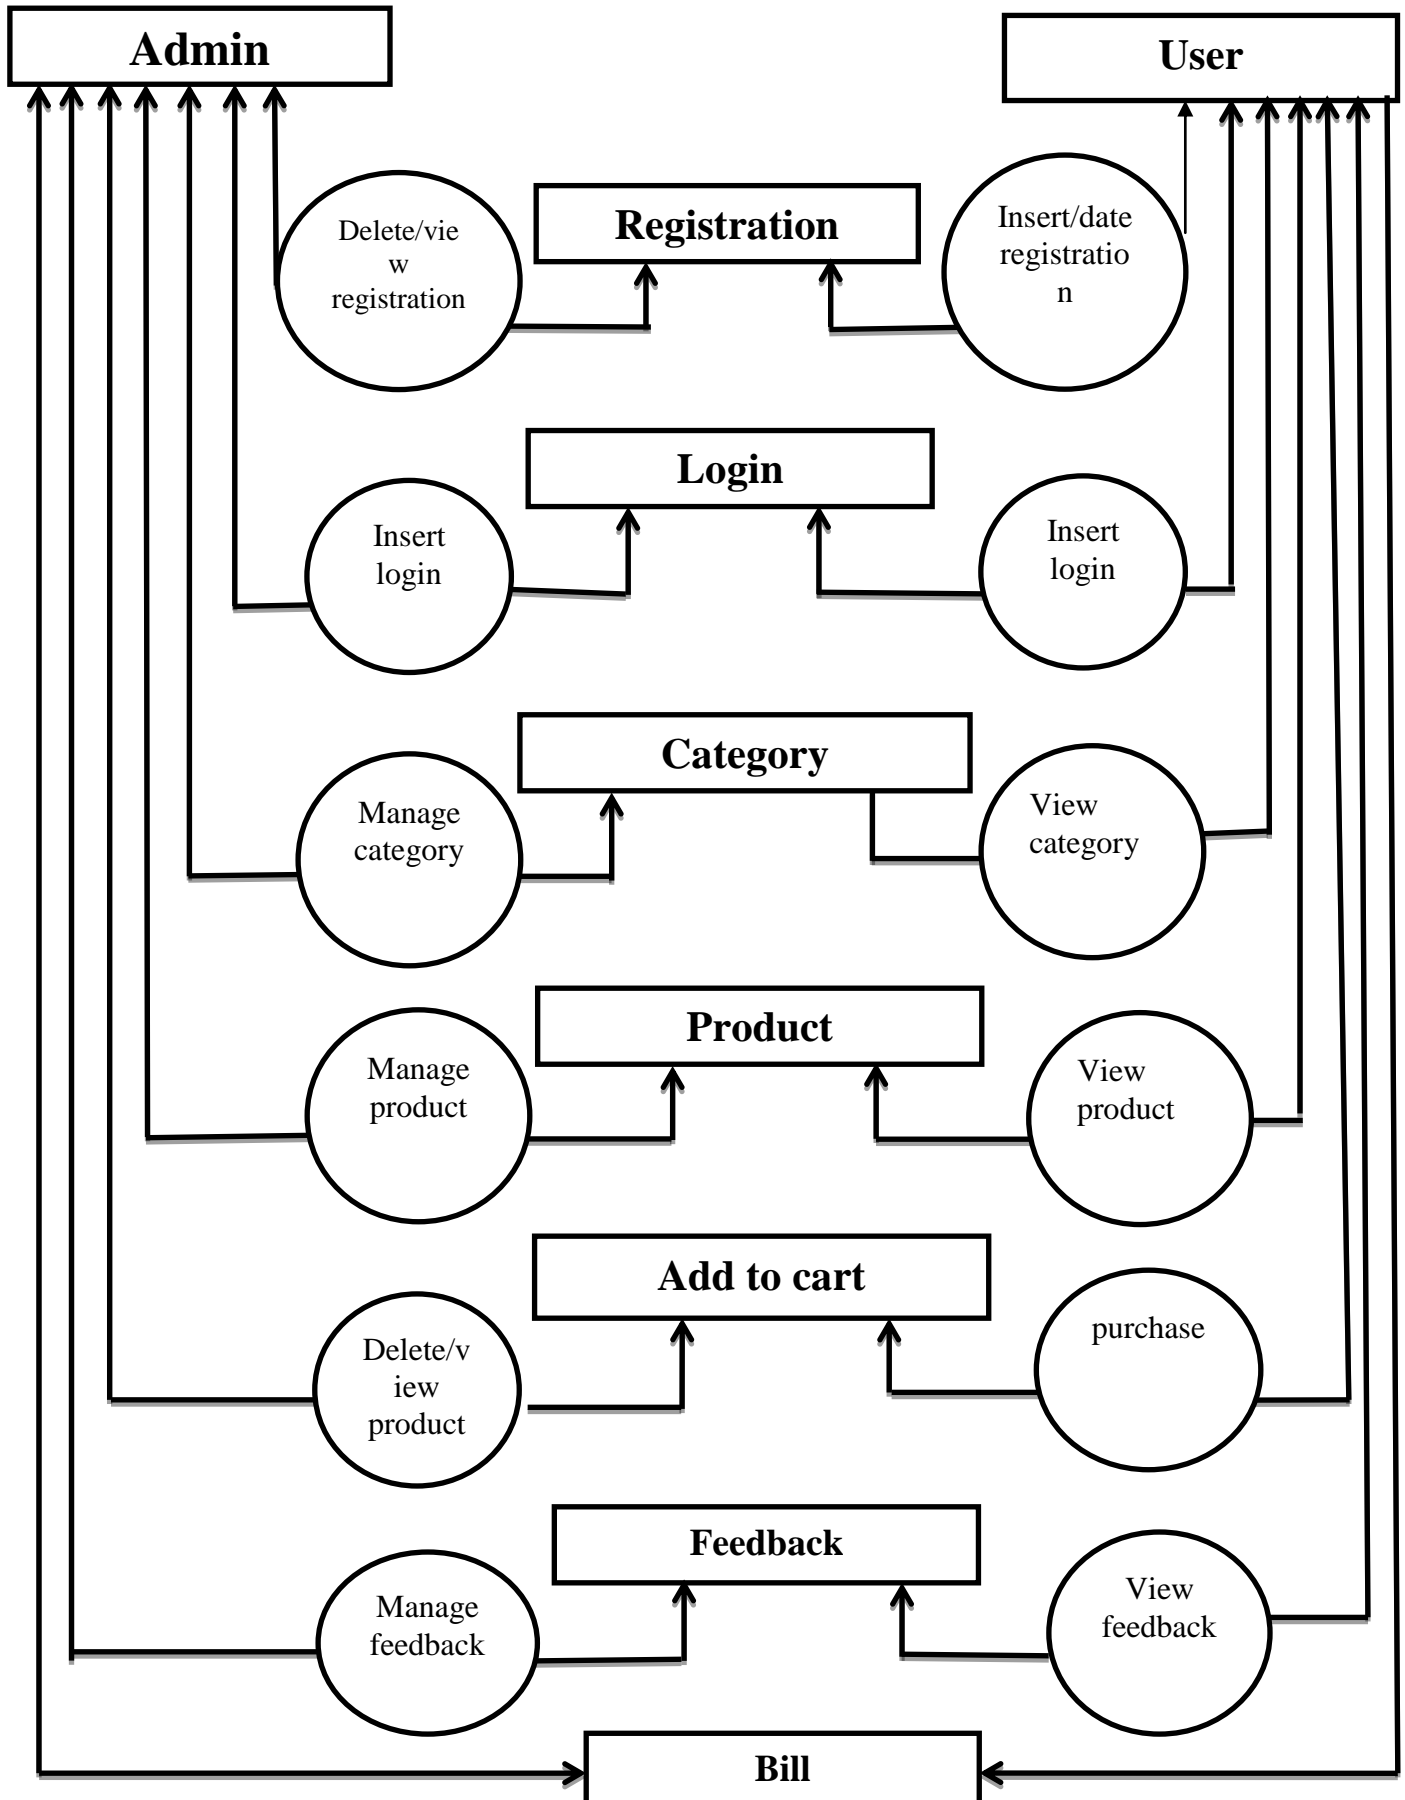 Admin
User
Delete/vie
w
registration
Registration
Insert/date
registratio
n
Login
Insert
login
Insert
login
Category
Manage
category
View
category
Product
Manage
product
View
product
Add to cart
Delete/v
iew
product
purchase
Feedback
Manage
feedback
View
feedback
Bill